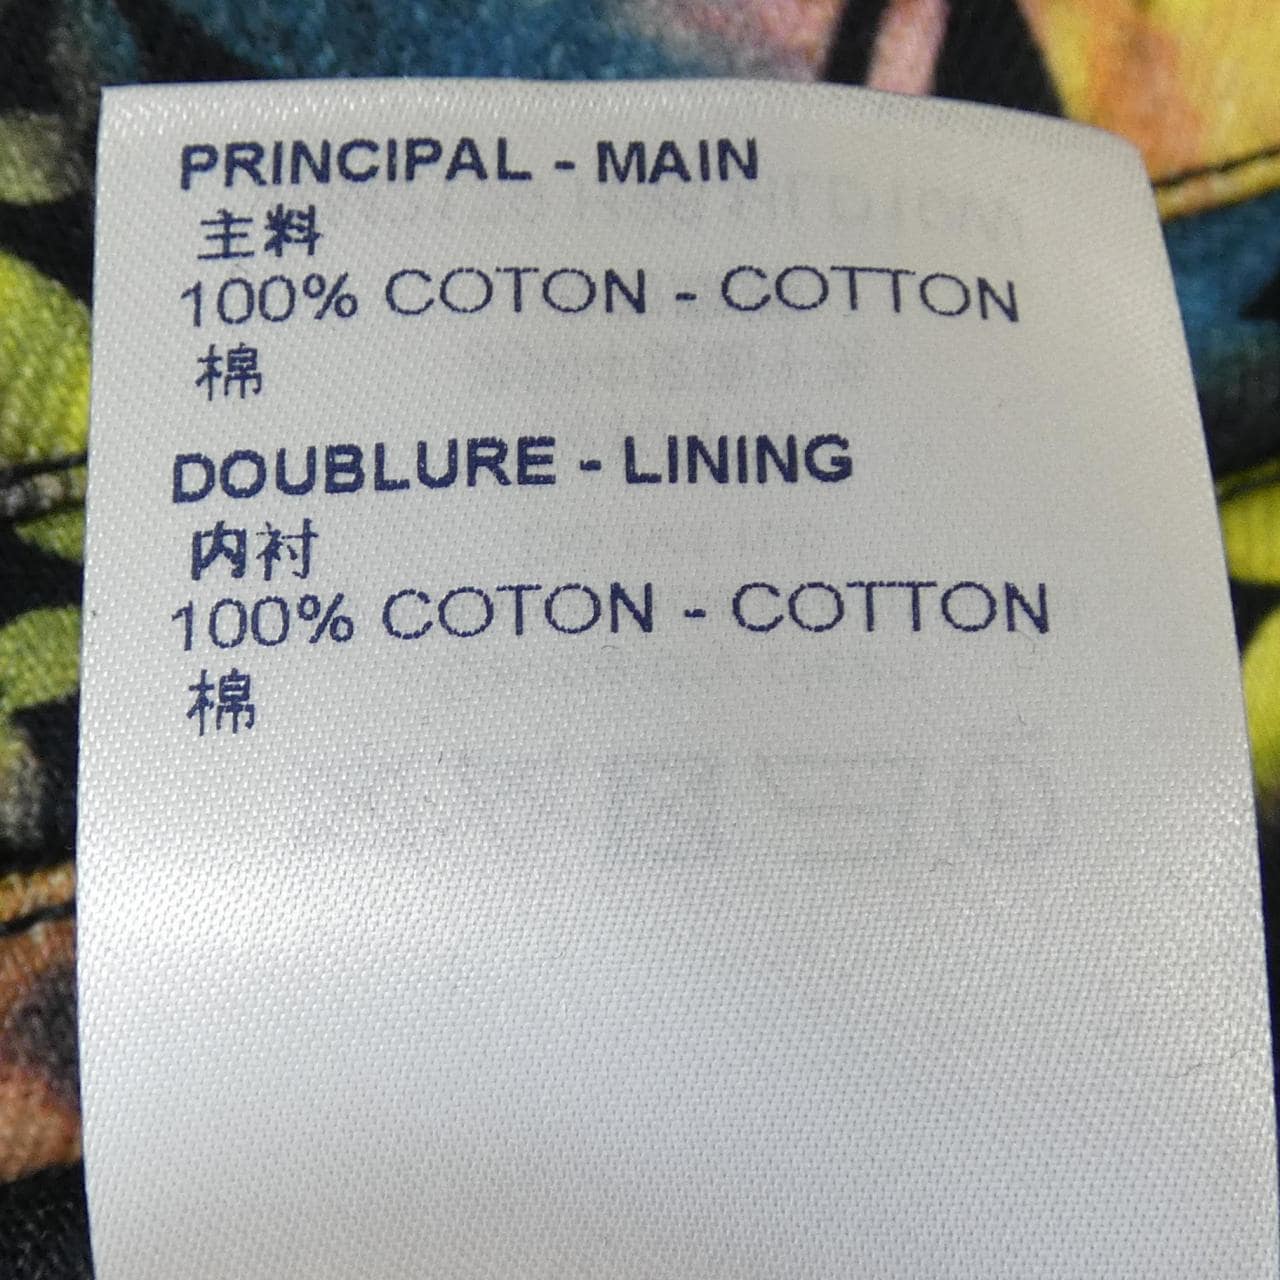 PRINCIPAL - MAIN
主料
100% COTON - COTTON
棉
DOUBLURE - LINING
内衬
100% COTON - COTTON
棉